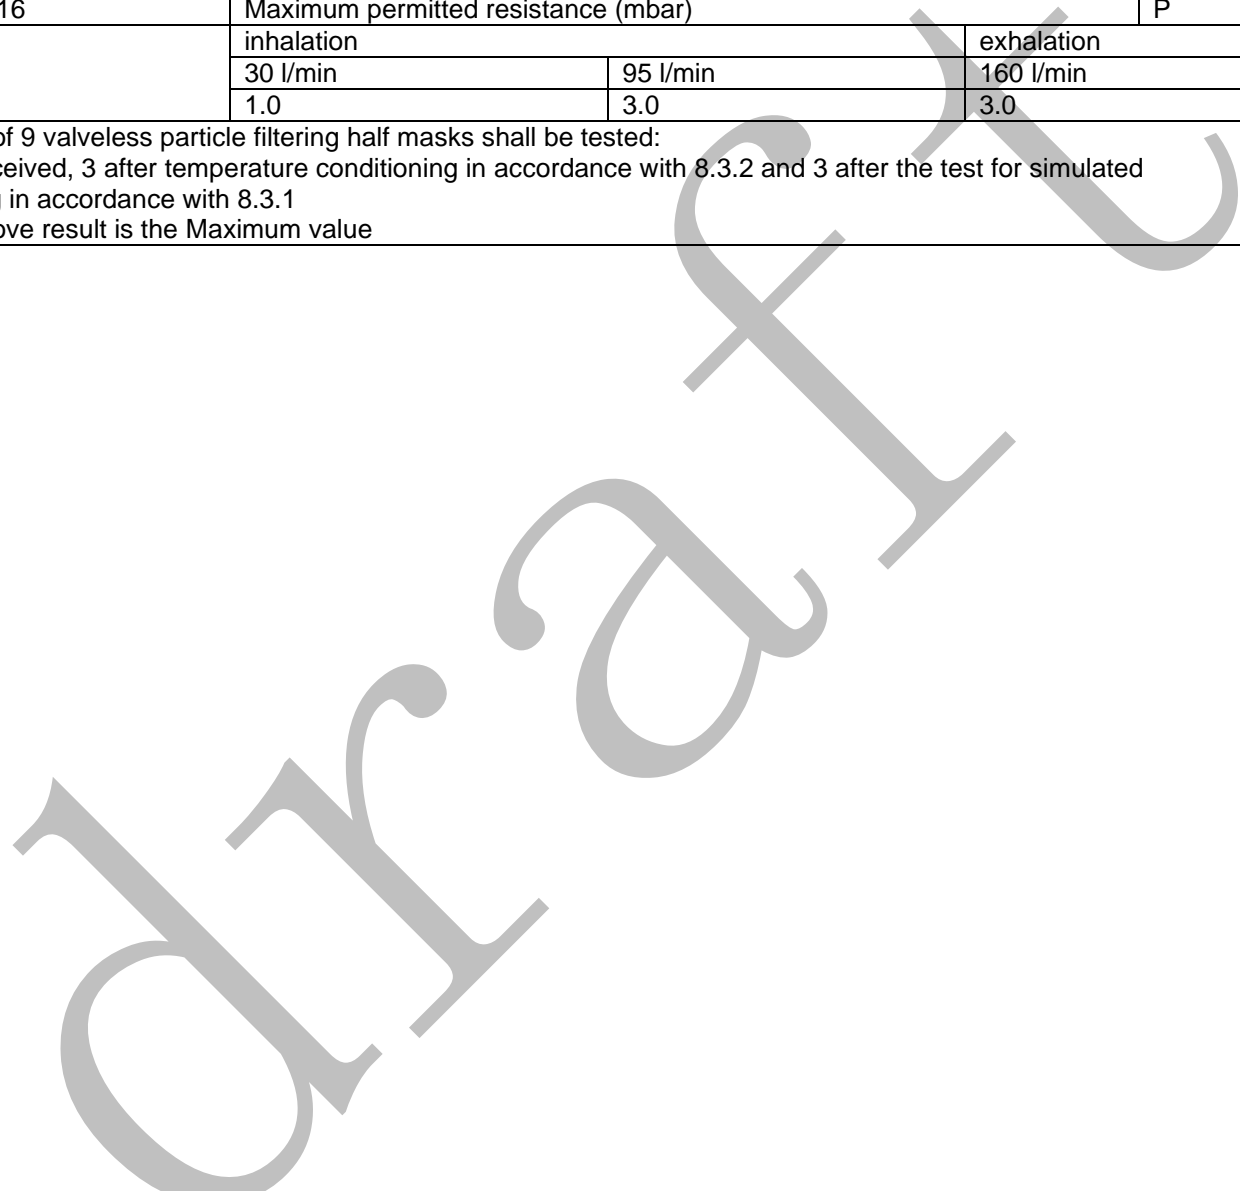 16 Maximum permitted resistance (mbar) P
inhalation exhalation
30 l/min 95 l/min 160 l/min
1.0 3.0 3.0
of 9 valveless particle filtering half masks shall be tested:
ceived, 3 after temperature conditioning in accordance with 8.3.2 and 3 after the test for simulated
g in accordance with 8.3.1
ove result is the Maximum value
draft